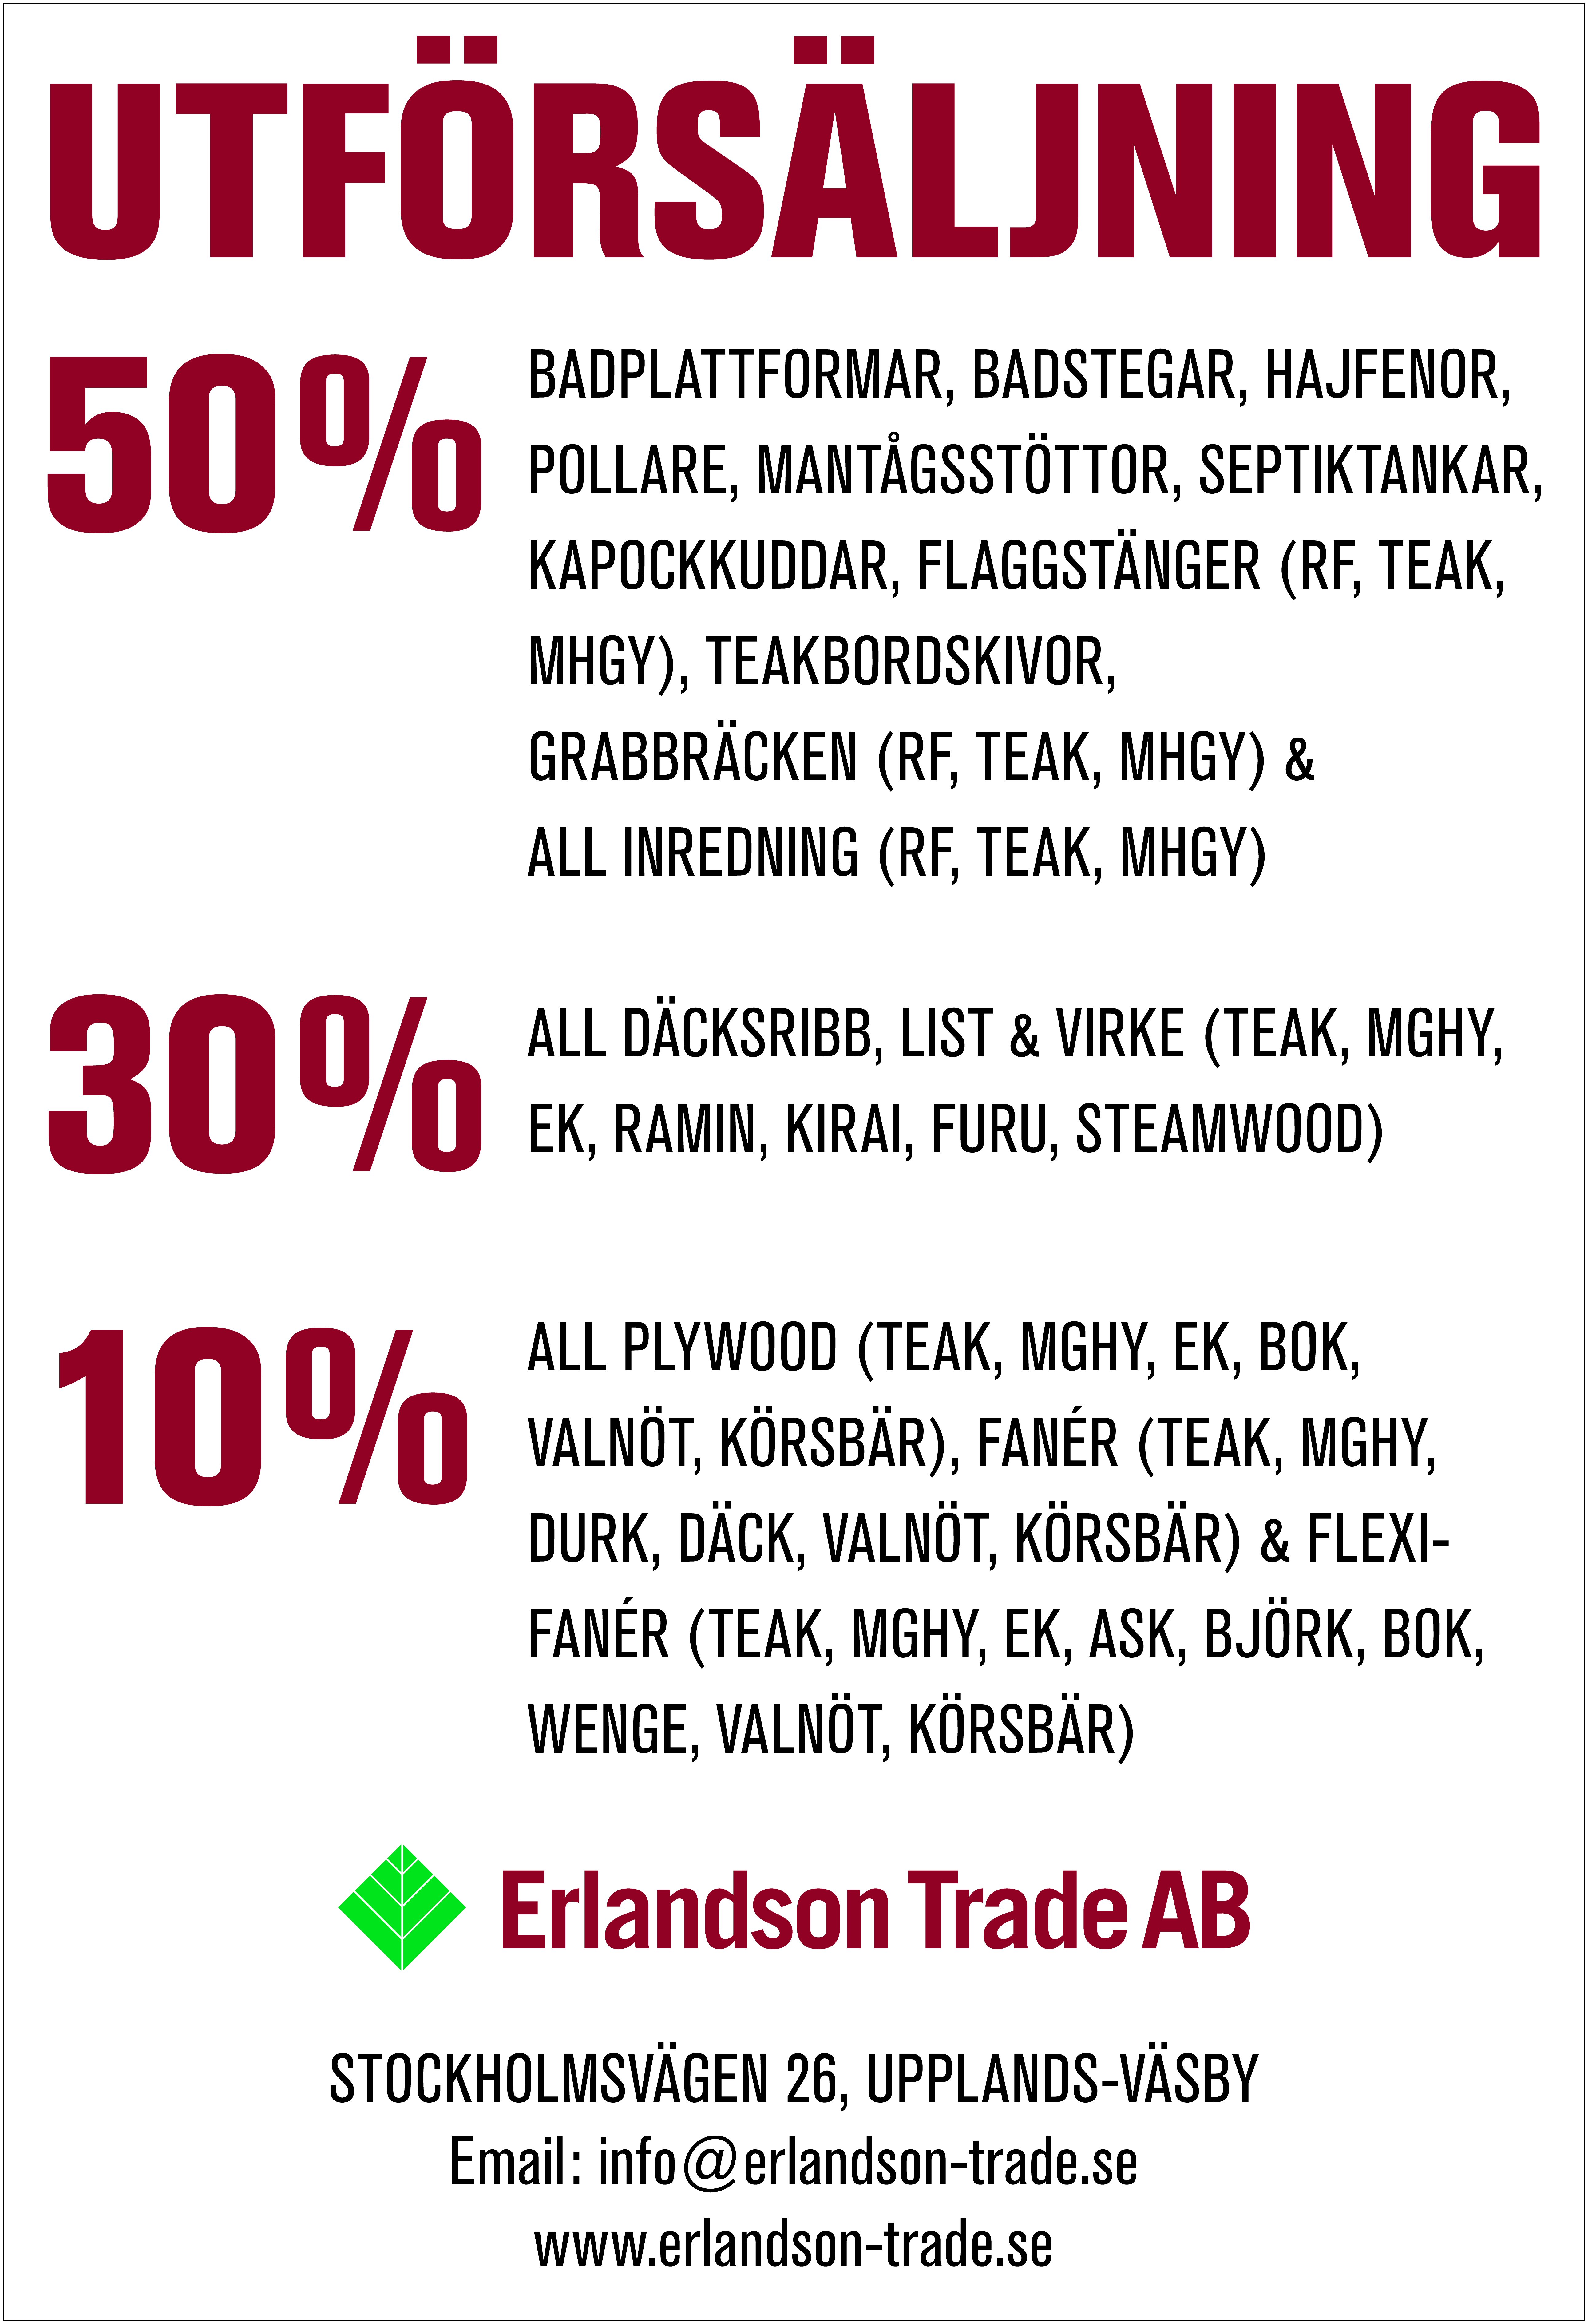 UTFÖRSÄLJNING
50%
BADPLATTFORMAR, BADSTEGAR, HAJFENOR,
POLLARE, MANTÅGSSTÖTTOR, SEPTIKTANKAR,
KAPOCKKUDDAR, FLAGGSTÄNGER (RF, TEAK,
MHGY), TEAKBORDSKIVOR,
GRABBRÄCKEN (RF, TEAK, MHGY) &
ALL INREDNING (RF, TEAK, MHGY)
30%
ALL DÄCKSRIBB, LIST & VIRKE (TEAK, MGHY,
EK, RAMIN, KIRAI, FURU, STEAMWOOD)
10%
ALL PLYWOOD (TEAK, MGHY, EK, BOK,
VALNÖT, KÖRSBÄR), FANÉR (TEAK, MGHY,
DURK, DÄCK, VALNÖT, KÖRSBÄR) & FLEXI-
FANÉR (TEAK, MGHY, EK, ASK, BJÖRK, BOK,
WENGE, VALNÖT, KÖRSBÄR)
Erlandson Trade AB
STOCKHOLMSVÄGEN 26, UPPLANDS-VÄSBY
Email: info@erlandson-trade.se
www.erlandson-trade.se